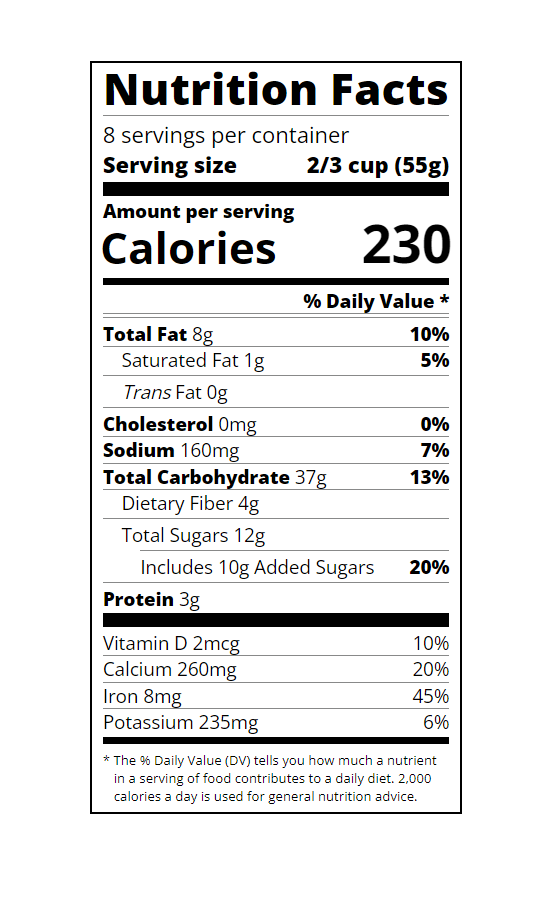 Nutrition Facts
8 servings per container
Serving size 2/3 cup (55g)
Amount per serving
Calories 230
% Daily Value *
Total Fat 8g 10%
Saturated Fat 1g 5%
Trans Fat 0g
Cholesterol 0mg 0%
Sodium 160mg 7%
Total Carbohydrate 37g 13%
Dietary Fiber 4g
Total Sugars 12g
Includes 10g Added Sugars 20%
Protein 3g
Vitamin D 2mcg 10%
Calcium 260mg 20%
Iron 8mg 45%
Potassium 235mg 6%
* The % Daily Value (DV) tells you how much a nutrient
in a serving of food contributes to a daily diet. 2,000
calories a day is used for general nutrition advice.